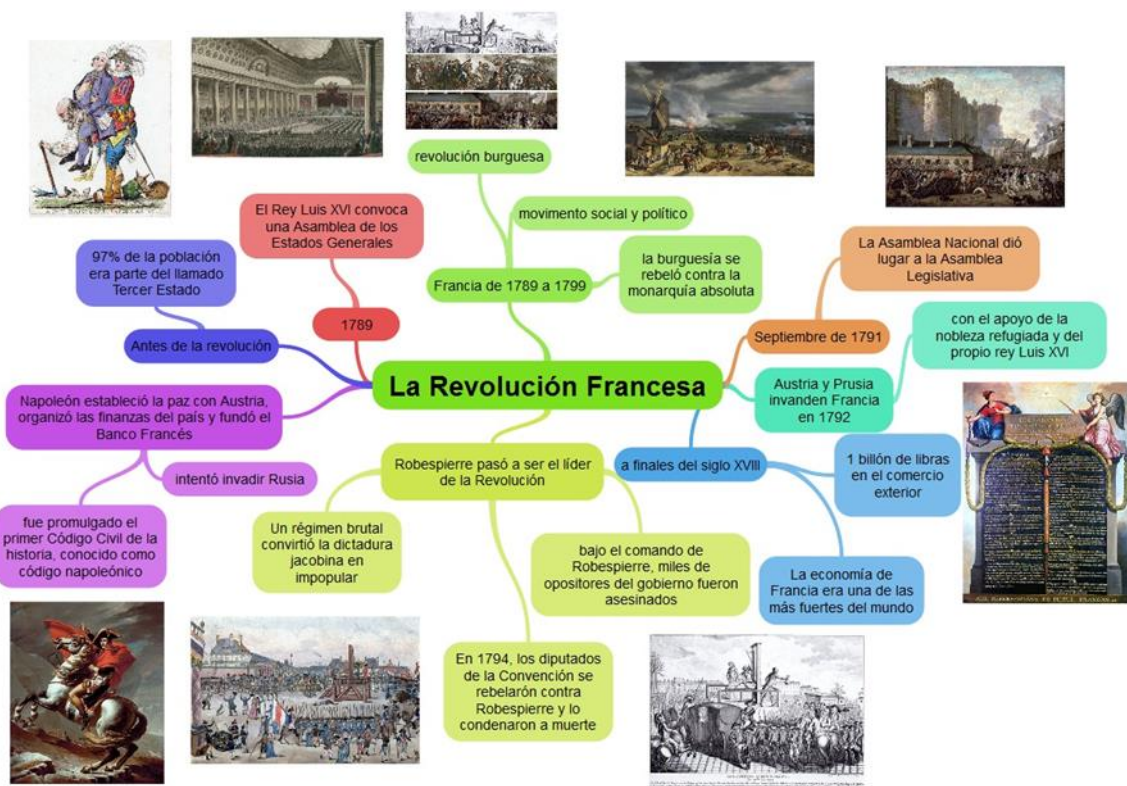 revolución burguesa
movimento social y político
la burguesía se
rebeló contra la
monarquía absoluta
Francia de 1789 a 1799
El Rey Luis XVI convoca
una Asamblea de los
Estados Generales
1789
97% de la población
era parte del llamado
Tercer Estado
Antes de la revolución
La Asamblea Nacional dió
lugar a la Asamblea
Legislativa
Septiembre de 1791
con el apoyo de la
nobleza refugiada y del
propio rey Luis XVI
Austria y Prusia
invanden Francia
en 1792
La Revolución Francesa
Napoleón estableció la paz con Austria,
organizó las finanzas del país y fundó el
Banco Francés
intentó invadir Rusia
fue promulgado el
primer Código Civil de la
historia, conocido como
código napoleónico
Robespierre pasó a ser el líder
de la Revolución
Un régimen brutal
convirtió la dictadura
jacobina en
impopular
bajo el comando de
Robespierre, miles de
opositores del gobierno fueron
asesinados
En 1794, los diputados
de la Convención se
rebelarón contra
Robespierre y lo
condenaron a muerte
a finales del siglo XVIII
1 billón de libras
en el comercio
exterior
La economía de
Francia era una de las
más fuertes del mundo